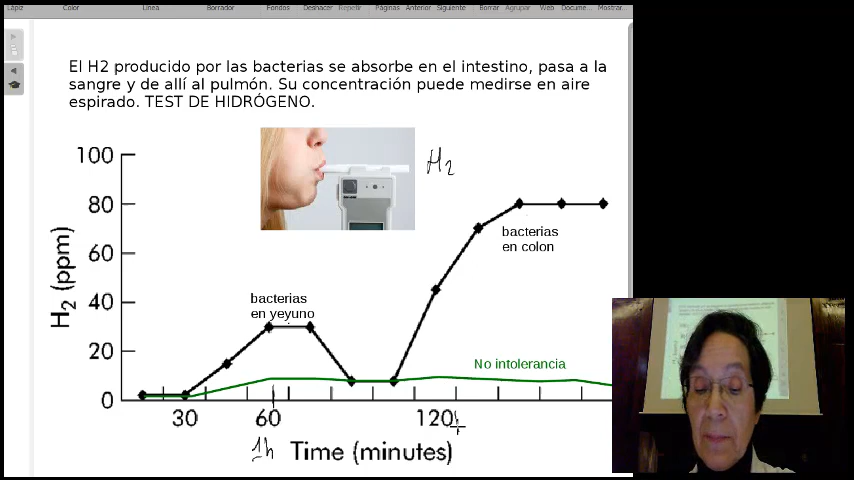 Lápiz Color Línea Borrador Fondos Deshacer Repetir Páginas Anterior Siguiente Borrar Agrupar Web Docume... Mostrar...
El H2 producido por las bacterias se absorbe en el intestino, pasa a la
sangre y de allí al pulmón. Su concentración puede medirse en aire
espirado. TEST DE HIDRÓGENO.
H2
100
80
60
40
20
0
H2 (ppm)
bacterias
en colon
bacterias
en yeyuno
No intolerancia
30 60 120
1h
Time (minutes)